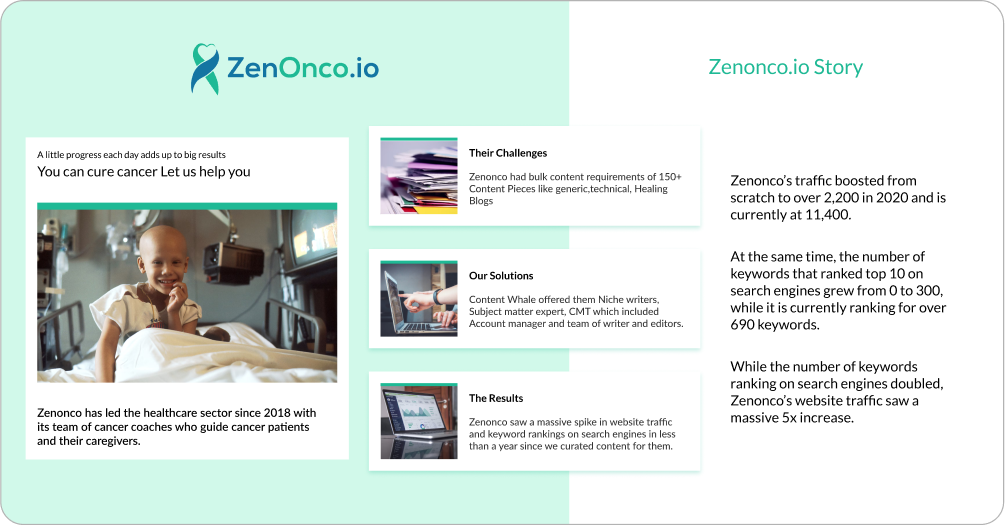 ZenOnco.io
Zenonco.io Story
A little progress each day adds up to big results
You can cure cancer Let us help you
Zenonco has led the healthcare sector since 2018 with
its team of cancer coaches who guide cancer patients
and their caregivers.
Their Challenges
Zenonco had bulk content requirements of 150+
Content Pieces like generic,technical, Healing
Blogs
Our Solutions
Content Whale offered them Niche writers,
Subject matter expert, CMT which included
Account manager and team of writer and editors.
The Results
Zenonco saw a massive spike in website traffic
and keyword rankings on search engines in less
than a year since we curated content for them.
Zenonco's traffic boosted from
scratch to over 2,200 in 2020 and is
currently at 11,400.
At the same time, the number of
keywords that ranked top 10 on
search engines grew from 0 to 300,
while it is currently ranking for over
690 keywords.
While the number of keywords
ranking on search engines doubled,
Zenonco's website traffic saw a
massive 5x increase.